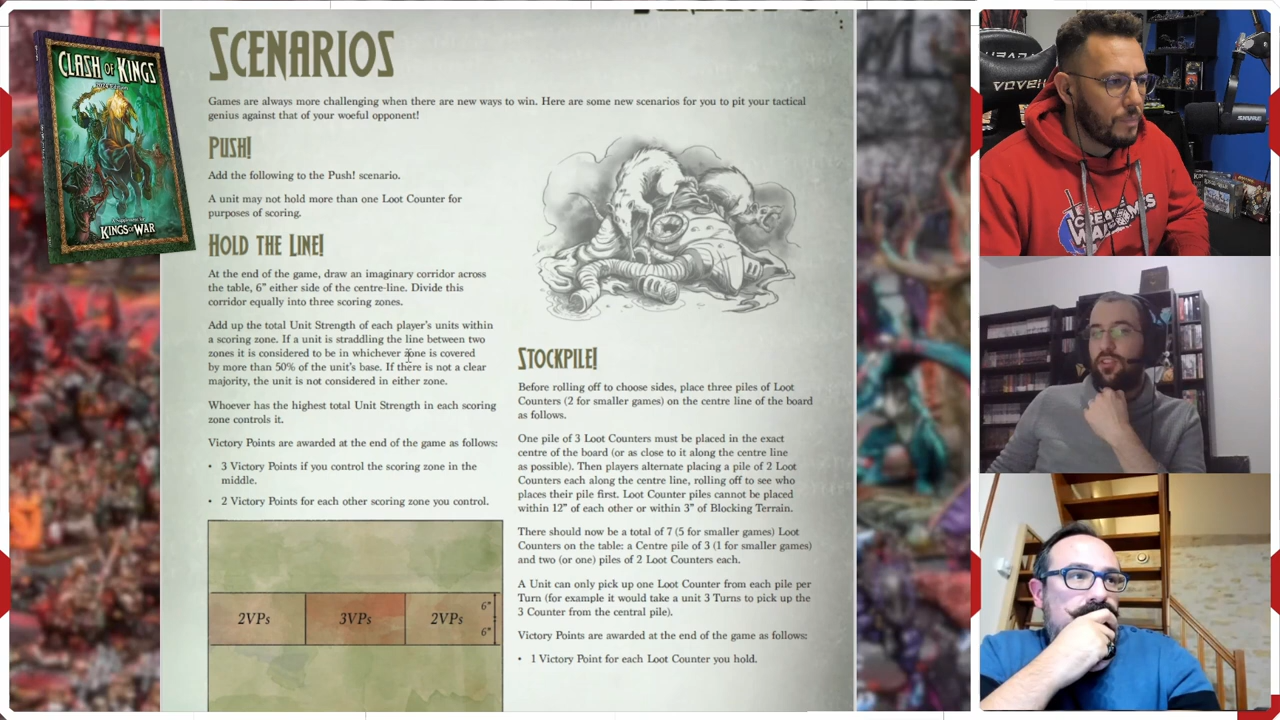 CLASH OF KINGS
KINGS OF WAR
SCENARIOS
Games are always more challenging when there are new ways to win. Here are some new scenarios for you to pit your tactical
genius against that of your woeful opponent!
PUSH!
Add the following to the Push! scenario.
A unit may not hold more than one Loot Counter for
purposes of scoring.
HOLD THE LINE!
At the end of the game, draw an imaginary corridor across
the table, 6" either side of the centre-line. Divide this
corridor equally into three scoring zones.
Add up the total Unit Strength of each player's units within
a scoring zone. If a unit is straddling the line between two
zones it is considered to be in whichever zone is covered
by more than 50% of the unit's base. If there is not a clear
majority, the unit is not considered in either zone.
Whoever has the highest total Unit Strength in each scoring
zone controls it.
Victory Points are awarded at the end of the game as follows:
• 3 Victory Points if you control the scoring zone in the
middle.
• 2 Victory Points for each other scoring zone you control.
2VPs
3VPs
2VPs
6"
6"
STOCKPILE!
Before rolling off to choose sides, place three piles of Loot
Counters (2 for smaller games) on the centre line of the board
as follows.
One pile of 3 Loot Counters must be placed in the exact
centre of the board (or as close to it along the centre line
as possible). Then players alternate placing a pile of 2 Loot
Counters each along the centre line, rolling off to see who
places their pile first. Loot Counter piles cannot be placed
within 12" of each other or within 3" of Blocking Terrain.
There should now be a total of 7 (5 for smaller games) Loot
Counters on the table: a Centre pile of 3 (1 for smaller games)
and two (or one) piles of 2 Loot Counters each.
A Unit can only pick up one Loot Counter from each pile per
Turn (for example it would take a unit 3 Turns to pick up the
3 Counter from the central pile).
Victory Points are awarded at the end of the game as follows:
• 1 Victory Point for each Loot Counter you hold.
SHURE